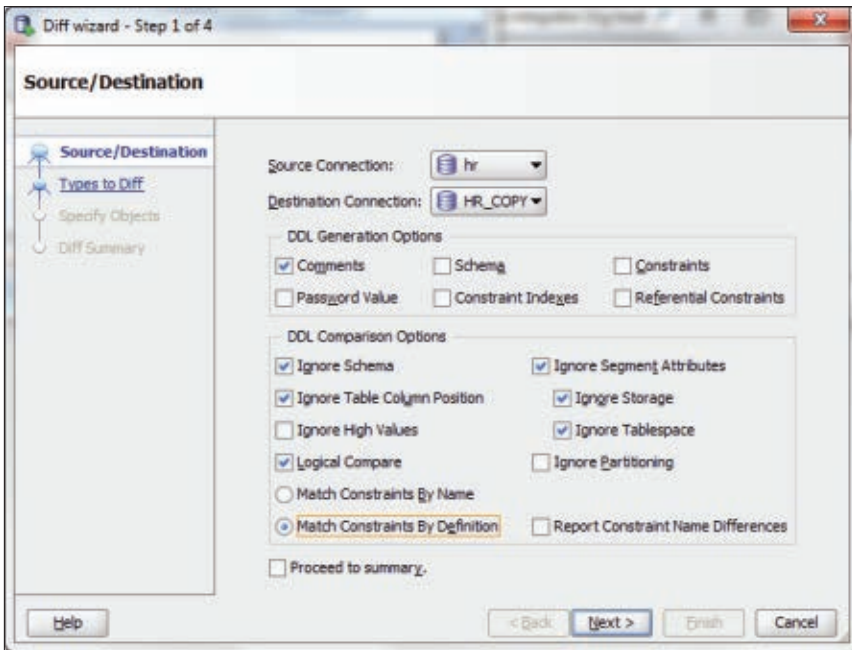 Diff wizard - Step 1 of 4
Source/Destination
Source/Destination
Types to Diff
Specify Objects
Diff Summary
Source Connection: hr
Destination Connection: HR_COPY
DDL Generation Options
Comments Schema Constraints
Password Value Constraint Indexes Referential Constraints
DDL Comparison Options
Ignore Schema Ignore Segment Attributes
Ignore Table Column Position Ignore Storage
Ignore High Values Ignore Tablespace
Logical Compare Ignore Partitioning
Match Constraints By Name
Match Constraints By Definition Report Constraint Name Differences
Proceed to summary.
Help < Back Next > Finish Cancel